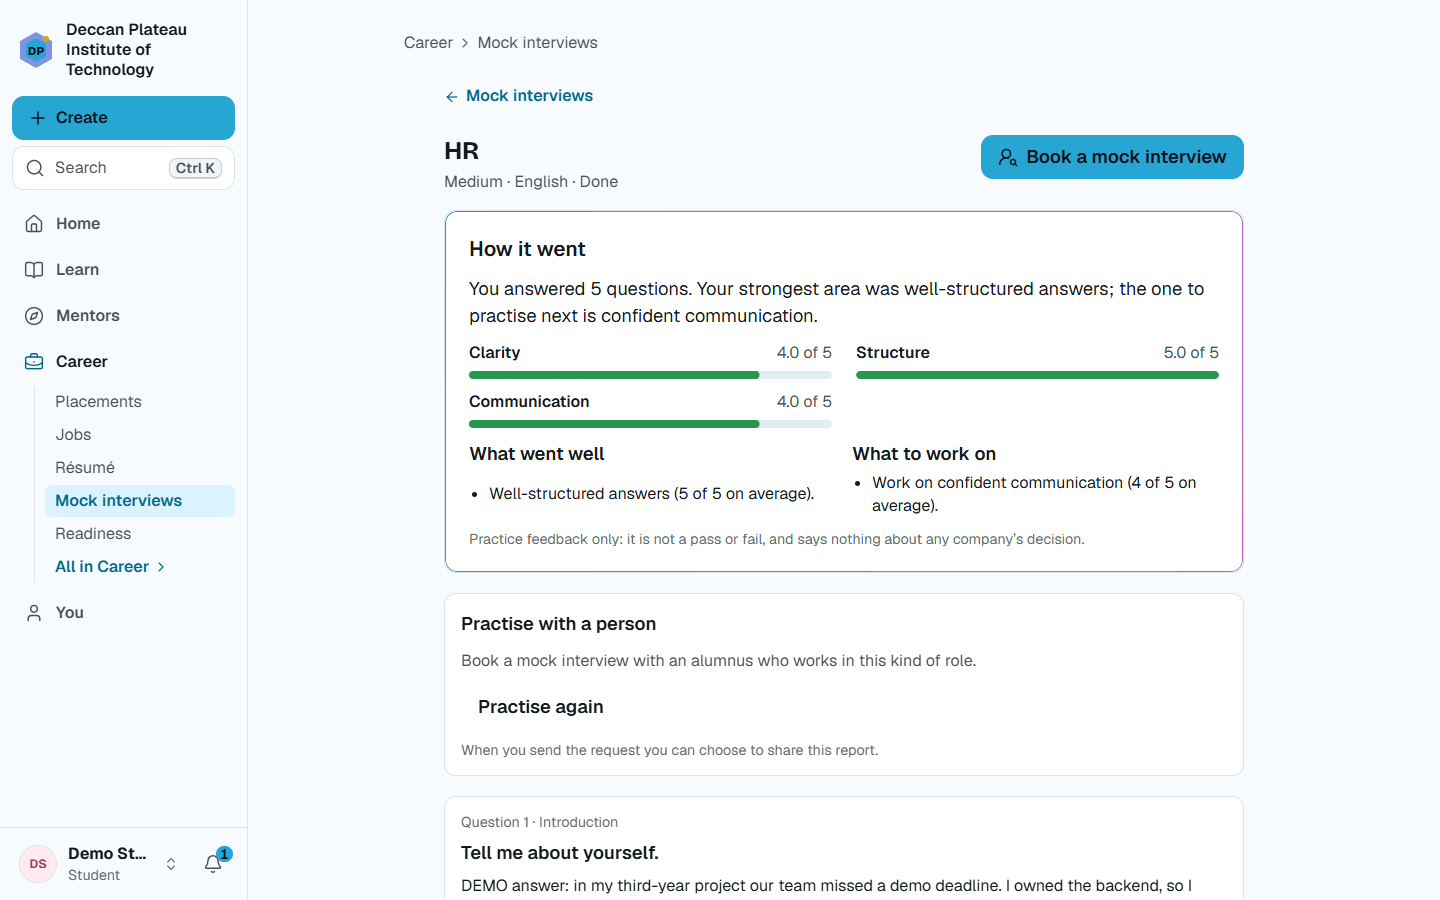 DP
Deccan Plateau
Institute of
Technology
Create
Search
Ctrl K
Home
Learn
Mentors
Career
Placements
Jobs
Résumé
Mock interviews
Readiness
All in Career
You
DS
Demo St...
Student
1
Career
Mock interviews
Mock interviews
HR
Medium · English · Done
Book a mock interview
How it went
You answered 5 questions. Your strongest area was well-structured answers; the one to
practise next is confident communication.
Clarity
4.0 of 5
Structure
5.0 of 5
Communication
4.0 of 5
What went well
• Well-structured answers (5 of 5 on average).
What to work on
• Work on confident communication (4 of 5 on
average).
Practice feedback only: it is not a pass or fail, and says nothing about any company's decision.
Practise with a person
Book a mock interview with an alumnus who works in this kind of role.
Practise again
When you send the request you can choose to share this report.
Question 1 · Introduction
Tell me about yourself.
DEMO answer: in my third-year project our team missed a demo deadline. I owned the backend, so I